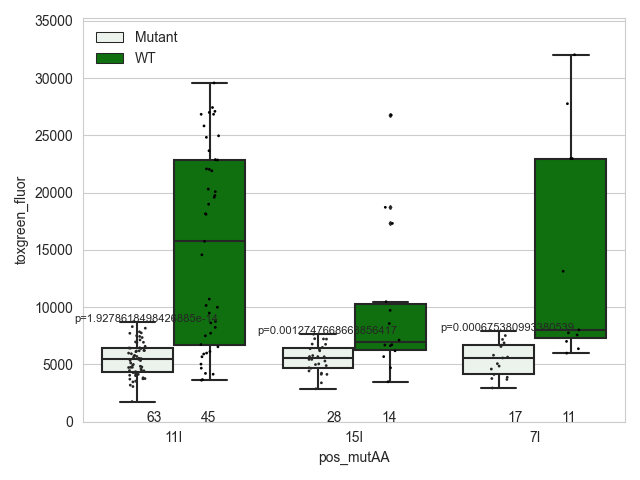 35000
30000
25000
20000
15000
10000
5000
0
toxgreen_fluor
Mutant
WT
p=1.9278618498426885e-14
p=0.0012747668668856417
p=0.000675380993380539
63 45 28 14 17 11
11I 15I 7I
pos_mutAA